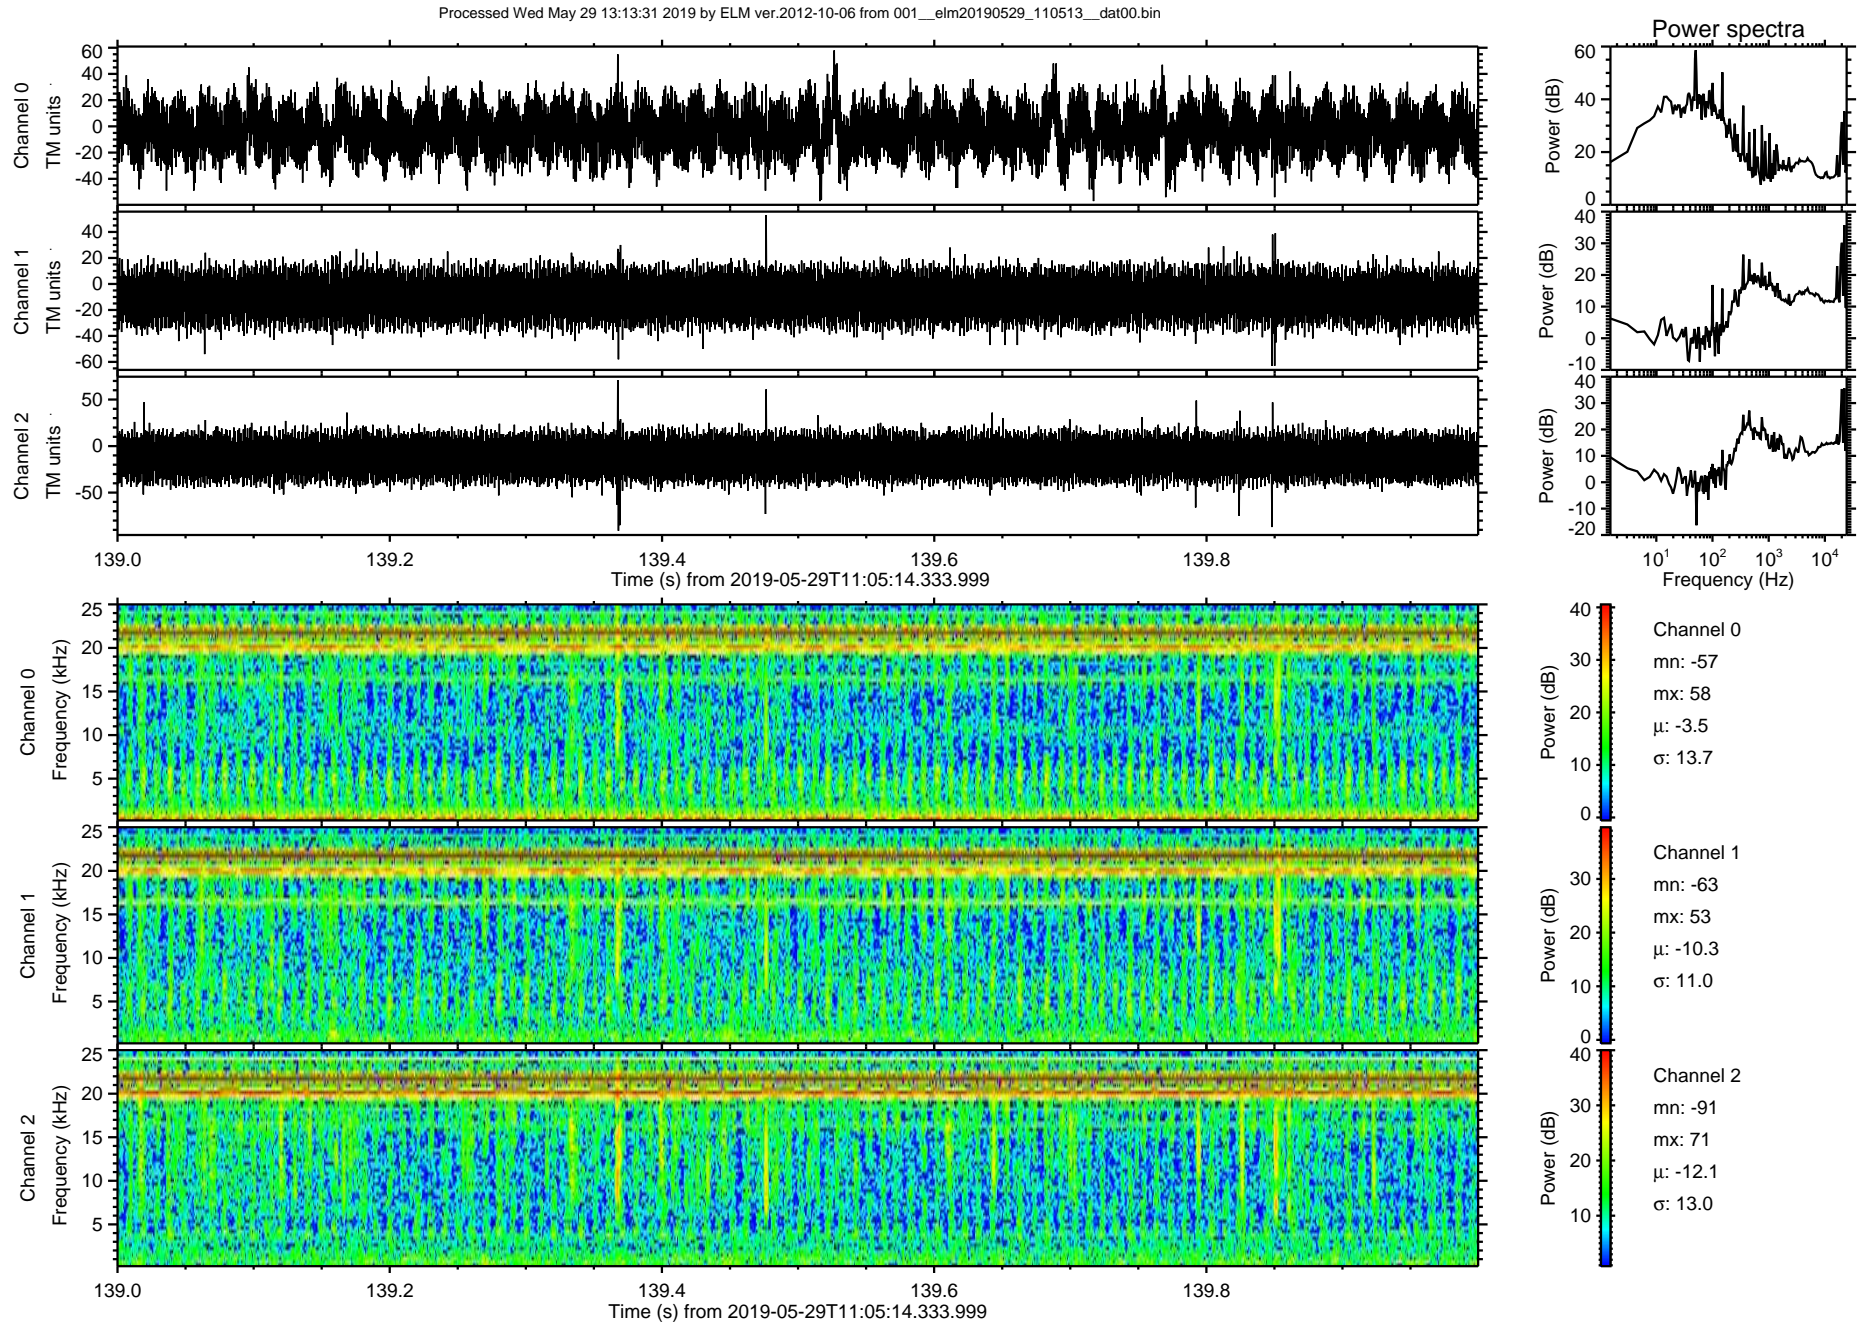 Processed Wed May 29 13:13:31 2019 by ELM ver.2012-10-06 from 001__elm20190529_110513__dat00.bin
Power spectra
Channel 0
TM units
60
40
20
0
-20
-40
Power (dB)
60
40
20
0
Channel 1
TM units
40
20
0
-20
-40
-60
Power (dB)
40
30
20
10
0
-10
Channel 2
TM units
50
0
-50
Power (dB)
40
30
20
10
0
-10
-20
139.0 139.2 139.4 139.6 139.8
Time (s) from 2019-05-29T11:05:14.333.999
10¹ 10² 10³ 10⁴
Frequency (Hz)
Channel 0
Frequency (kHz)
25
20
15
10
5
Power (dB)
40
30
20
10
0
Channel 0
mn: -57
mx: 58
μ: -3.5
σ: 13.7
Channel 1
Frequency (kHz)
25
20
15
10
5
Power (dB)
30
20
10
0
Channel 1
mn: -63
mx: 53
μ: -10.3
σ: 11.0
Channel 2
Frequency (kHz)
25
20
15
10
5
Power (dB)
40
30
20
10
Channel 2
mn: -91
mx: 71
μ: -12.1
σ: 13.0
139.0 139.2 139.4 139.6 139.8
Time (s) from 2019-05-29T11:05:14.333.999